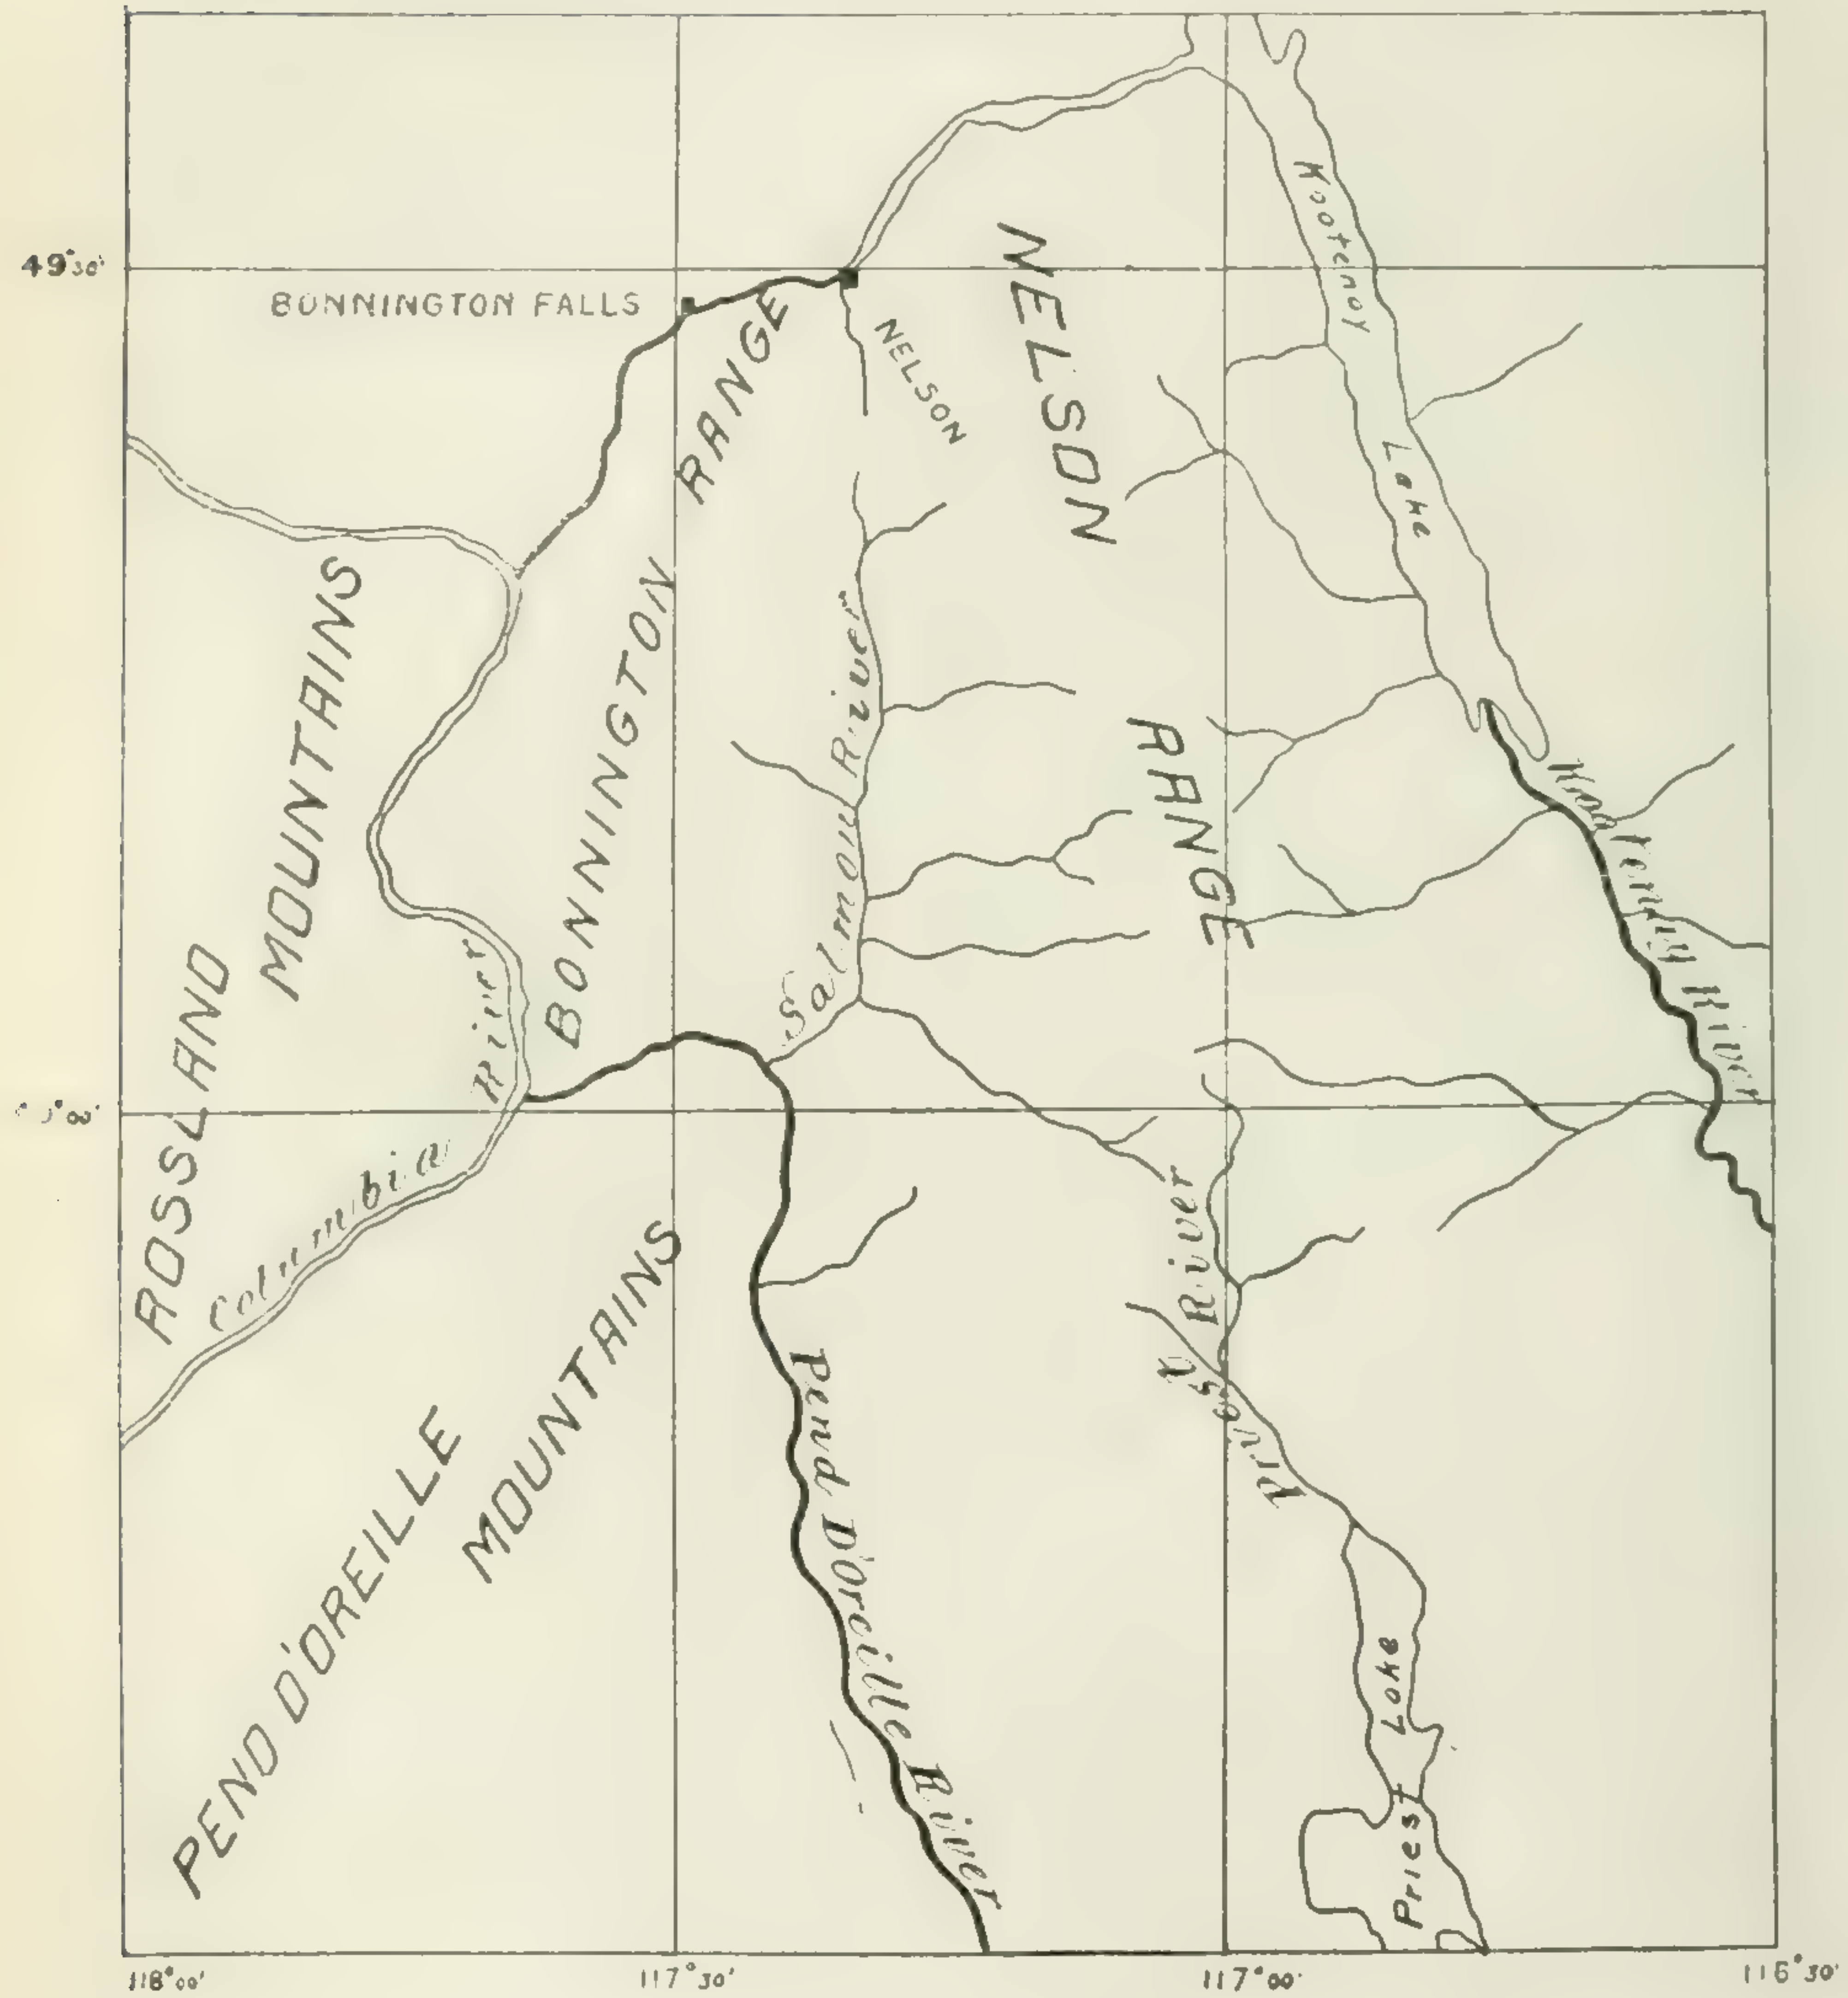 49°30'
BONNINGTON FALLS
NELSON
Kootenay Lake
NELSON RANGE
BONNINGTON RANGE
ROSSLAND MOUNTAINS
Salmon River
Kootenay River
Columbia River
°00'
PEND D'OREILLE MOUNTAINS
Pend D'Oreille River
Priest River
Priest Lake
118°00'
117°30'
117°00'
116°30'